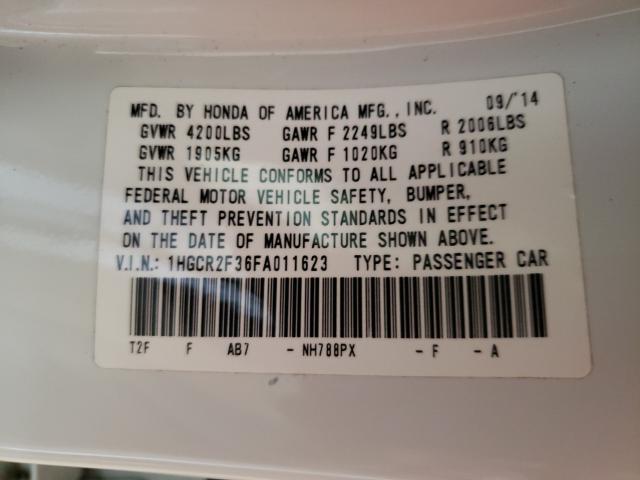 MFD. BY HONDA OF AMERICA MFG., INC. 09/'14
GVWR 4200LBS GAWR F 2249LBS R 2006LBS
GVWR 1905KG GAWR F 1020KG R 910KG
THIS VEHICLE CONFORMS TO ALL APPLICABLE
FEDERAL MOTOR VEHICLE SAFETY, BUMPER,
AND THEFT PREVENTION STANDARDS IN EFFECT
ON THE DATE OF MANUFACTURE SHOWN ABOVE.
V.I.N.: 1HGCR2F36FA011623 TYPE: PASSENGER CAR
T2F F AB7 - NH788PX - F - A